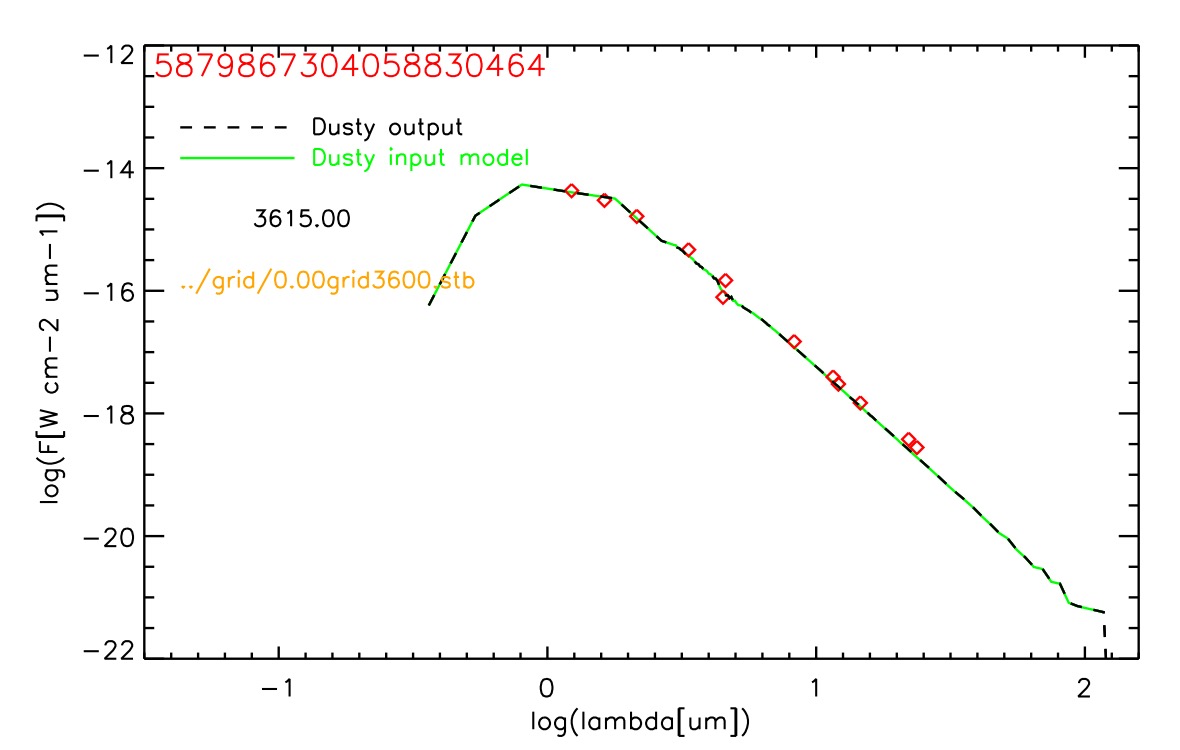 5879867304058830464
Dusty output
Dusty input model
3615.00
../grid/0.00grid3600.stb
−12
−14
−16
−18
−20
−22
log(F[W cm−2 um−1])
−1
0
1
2
log(lambda[um])